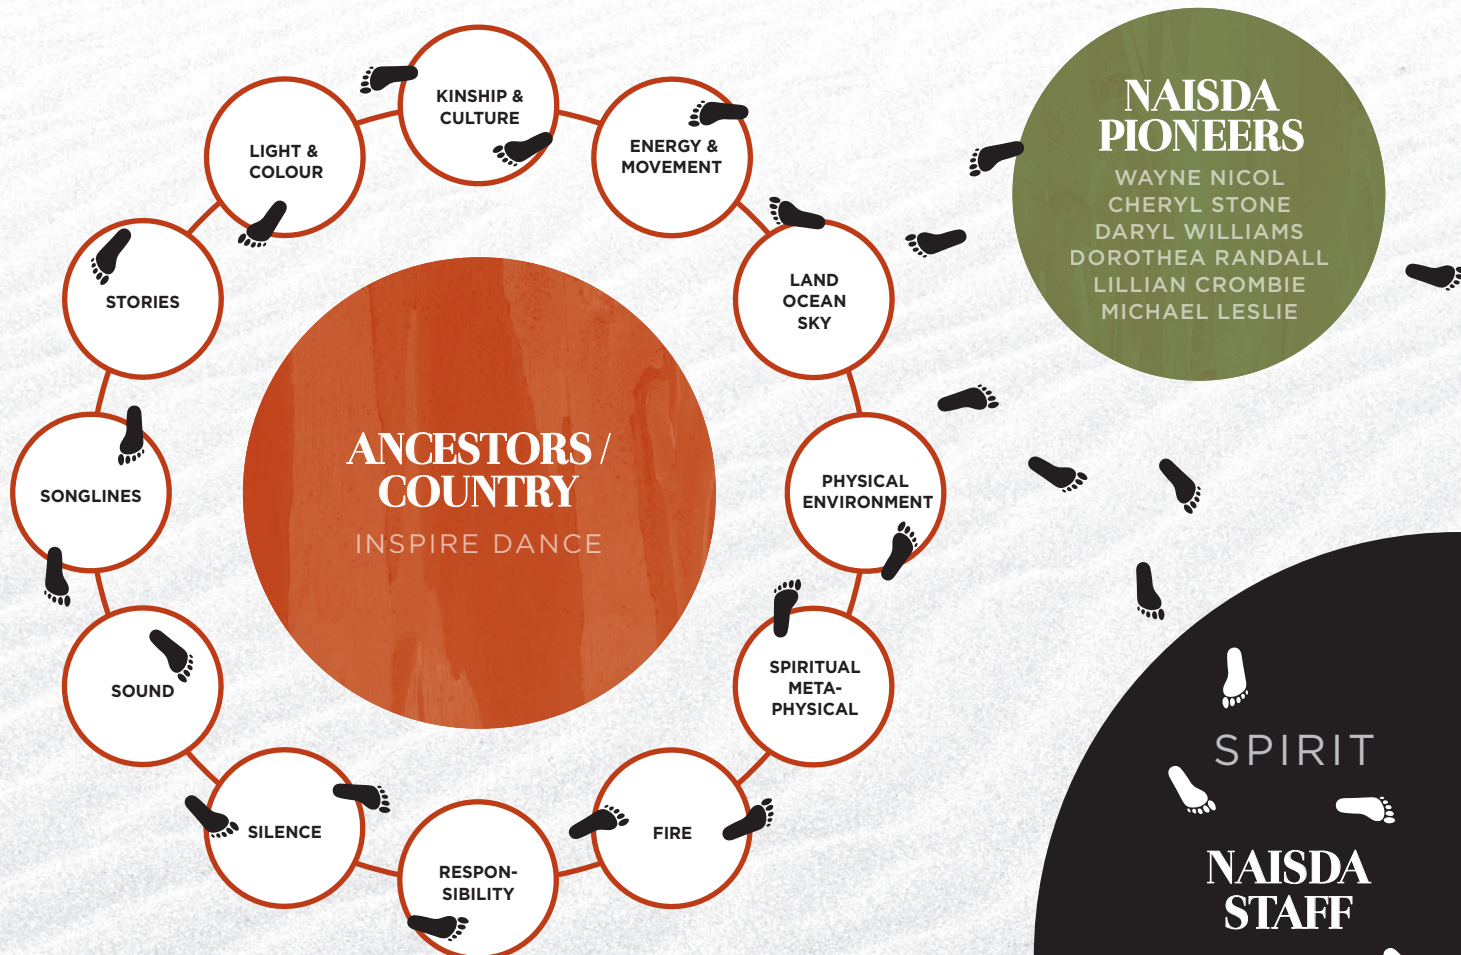 KINSHIP &
CULTURE
ENERGY &
MOVEMENT
LAND
OCEAN
SKY
PHYSICAL
ENVIRONMENT
SPIRITUAL
META-
PHYSICAL
FIRE
RESPON-
SIBILITY
SILENCE
SOUND
SONGLINES
STORIES
LIGHT &
COLOUR
ANCESTORS /
COUNTRY
INSPIRE DANCE
NAISDA
PIONEERS
WAYNE NICOL
CHERYL STONE
DARYL WILLIAMS
DOROTHEA RANDALL
LILLIAN CROMBIE
MICHAEL LESLIE
SPIRIT
NAISDA
STAFF